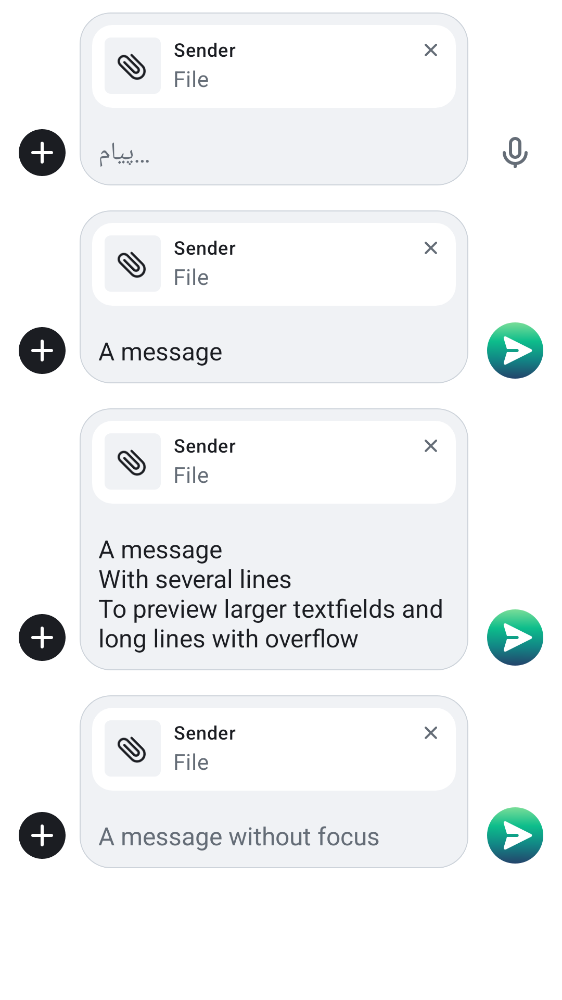 Sender
File
پیام…
Sender
File
A message
Sender
File
A message
With several lines
To preview larger textfields and
long lines with overflow
Sender
File
A message without focus